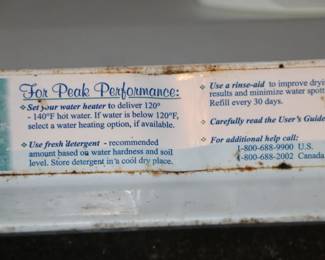 For Peak Performance:
Set your water heater to deliver 120°
- 140°F hot water. If water is below 120°F,
select a water heating option, if available.
Use fresh detergent - recommended
amount based on water hardness and soil
level. Store detergent in a cool dry place.
Use a rinse-aid to improve dryi
results and minimize water spott
Refill every 30 days.
Carefully read the User's Guide
For additional help call:
1-800-688-9900 U.S.
1-800-688-2002 Canada